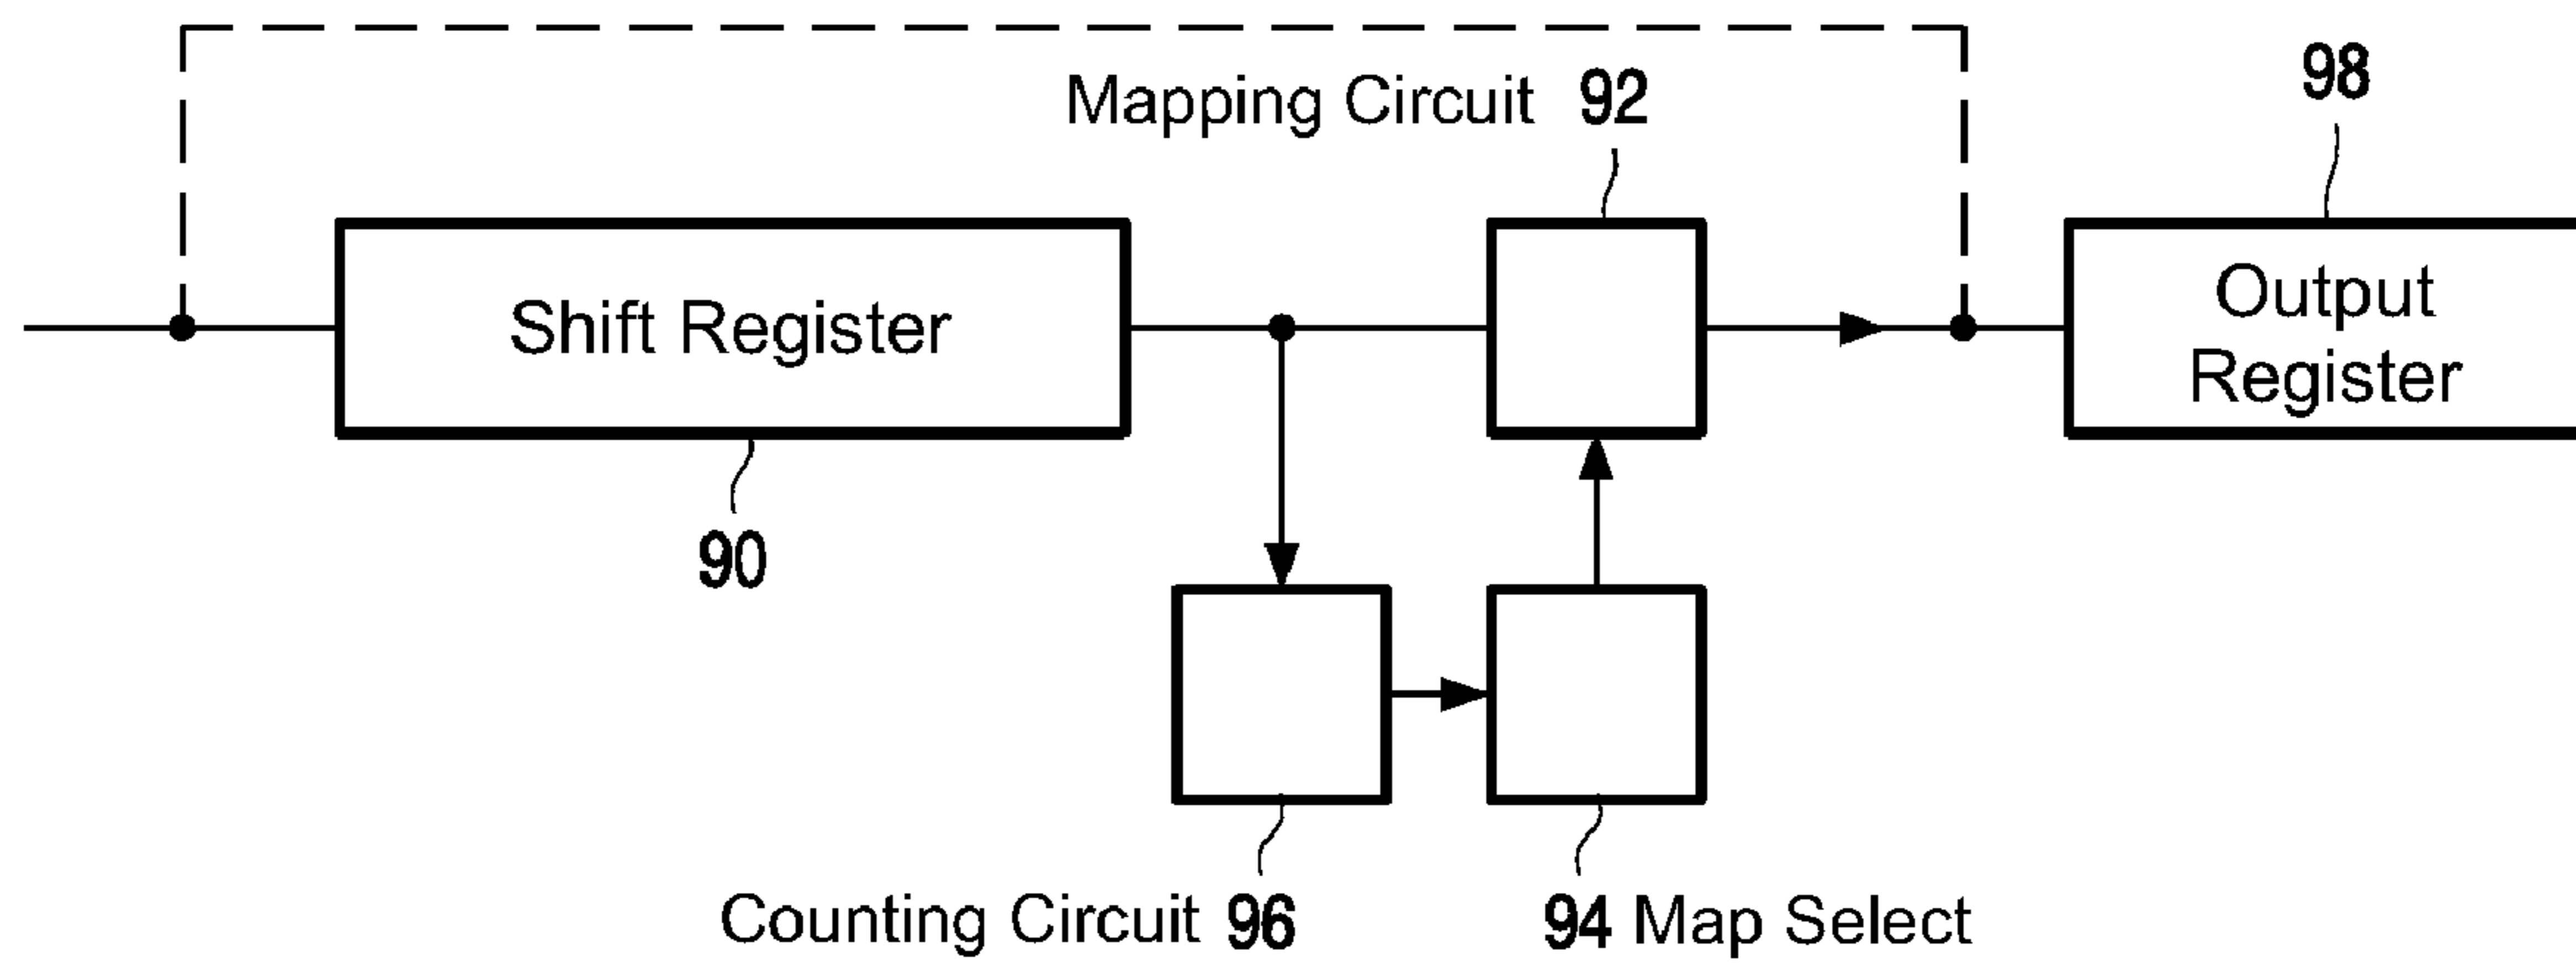 98
Mapping Circuit 92
Shift Register
Output
Register
90
Counting Circuit 96
94 Map Select